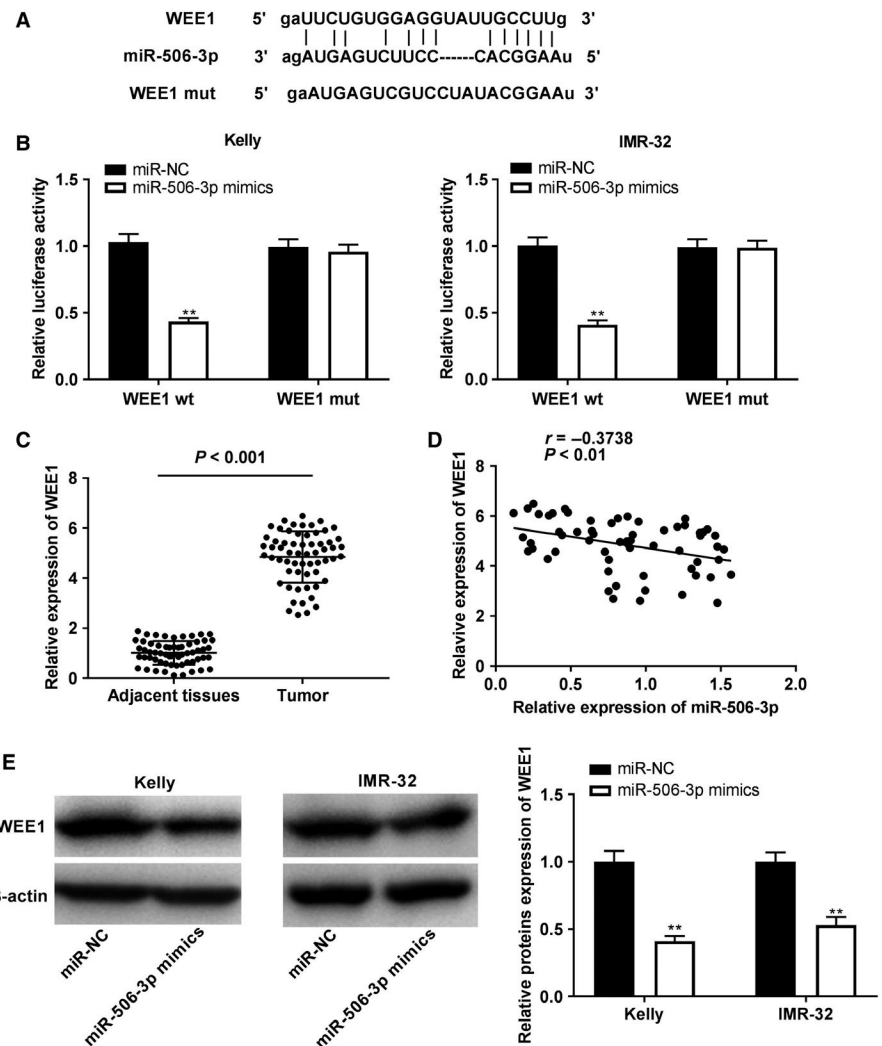 A
WEE1 5' gaUUCUGUGGAGGUAUUGCCUUg 3'
miR-506-3p 3' agAUGAGUCUUCC------CACGGAAu 5'
WEE1 mut 5' gaAUGAGUCGUCCUAUACGGAAu 3'
B
Kelly
miR-NC
miR-506-3p mimics
Relative luciferase activity
1.5
1.0
0.5
0.0
**
WEE1 wt WEE1 mut
IMR-32
miR-NC
miR-506-3p mimics
Relative luciferase activity
1.5
1.0
0.5
0.0
**
WEE1 wt WEE1 mut
C
P < 0.001
Relative expression of WEE1
8
6
4
2
0
Adjacent tissues Tumor
D
r = –0.3738
P < 0.01
Relavive expression of WEE1
8
6
4
2
0
0.0 0.5 1.0 1.5 2.0
Relative expression of miR-506-3p
E
Kelly IMR-32
WEE1
-actin
miR-NC
miR-506-3p mimics
miR-NC
miR-506-3p mimics
miR-NC
miR-506-3p mimics
Relative proteins expression of WEE1
1.5
1.0
0.5
0.0
** **
Kelly IMR-32